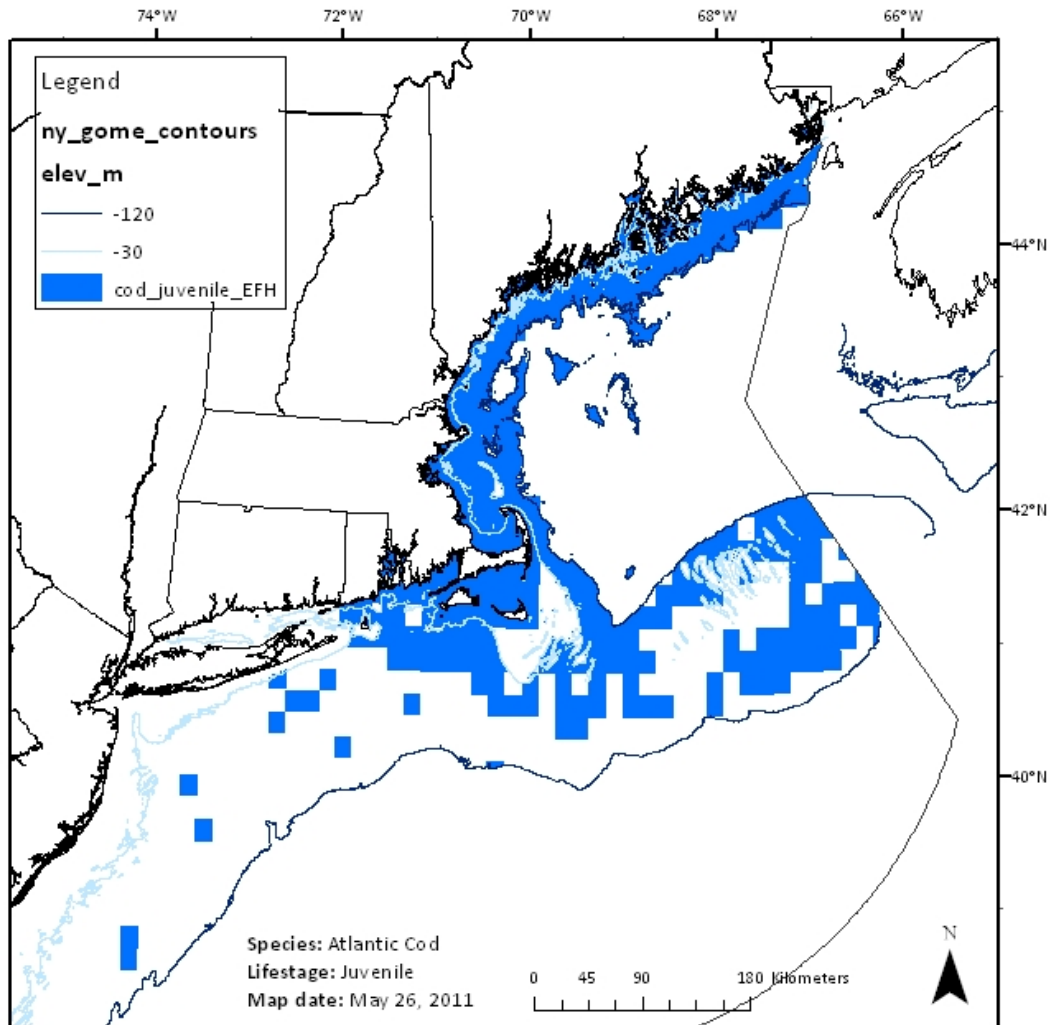 74°W 72°W 70°W 68°W 66°W
Legend
ny_gome_contours
elev_m
-120
-30
cod_juvenile_EFH
44°N
42°N
40°N
Species: Atlantic Cod
Lifestage: Juvenile
Map date: May 26, 2011
0 45 90 180 Kilometers
N